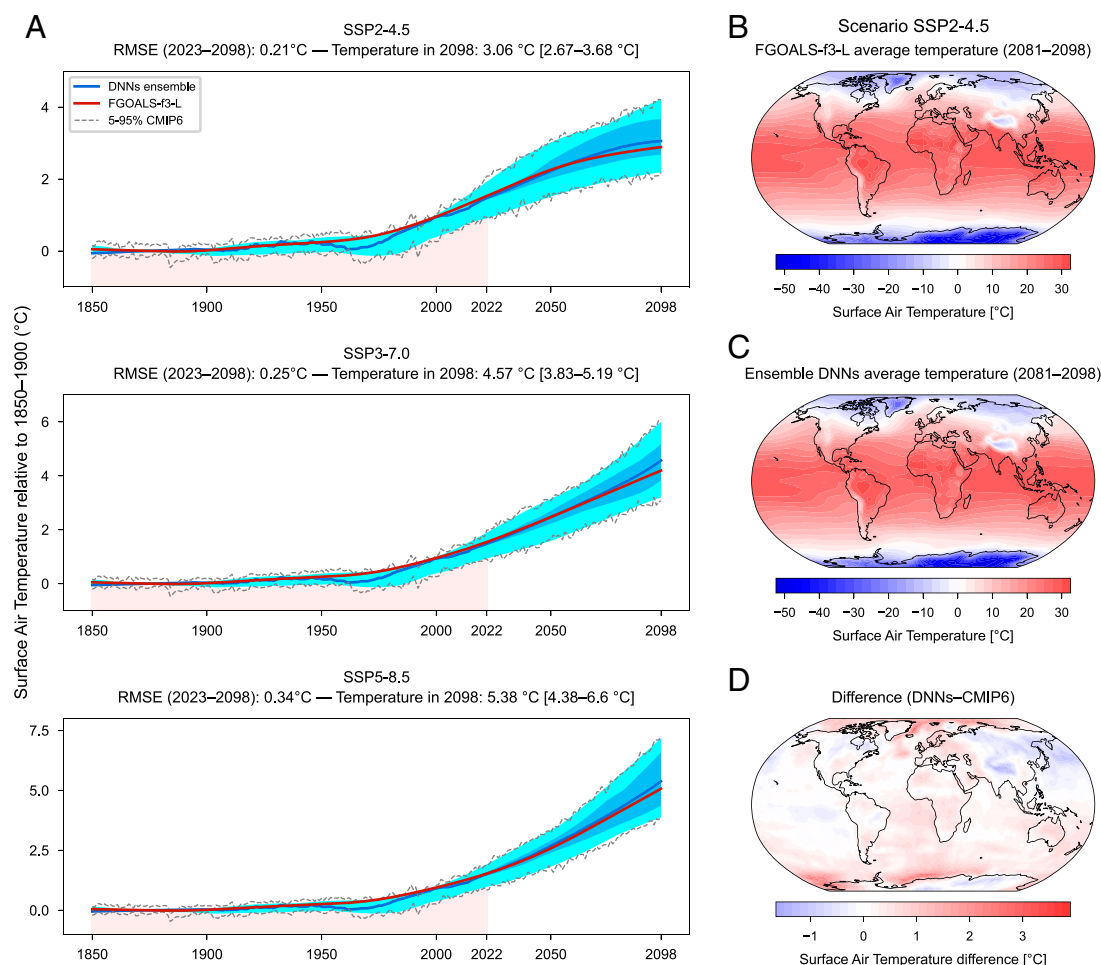 A
SSP2-4.5
RMSE (2023–2098): 0.21°C — Temperature in 2098: 3.06 °C [2.67–3.68 °C]
DNNs ensemble
FGOALS-f3-L
5-95% CMIP6
4
2
0
1850 1900 1950 2000 2022 2050 2098
SSP3-7.0
RMSE (2023–2098): 0.25°C — Temperature in 2098: 4.57 °C [3.83–5.19 °C]
6
4
2
0
1850 1900 1950 2000 2022 2050 2098
SSP5-8.5
RMSE (2023–2098): 0.34°C — Temperature in 2098: 5.38 °C [4.38–6.6 °C]
7.5
5.0
2.5
0.0
1850 1900 1950 2000 2022 2050 2098
Surface Air Temperature relative to 1850–1900 (°C)
B
Scenario SSP2-4.5
FGOALS-f3-L average temperature (2081–2098)
−50 −40 −30 −20 −10 0 10 20 30
Surface Air Temperature [°C]
C
Ensemble DNNs average temperature (2081–2098)
−50 −40 −30 −20 −10 0 10 20 30
Surface Air Temperature [°C]
D
Difference (DNNs–CMIP6)
−1 0 1 2 3
Surface Air Temperature difference [°C]